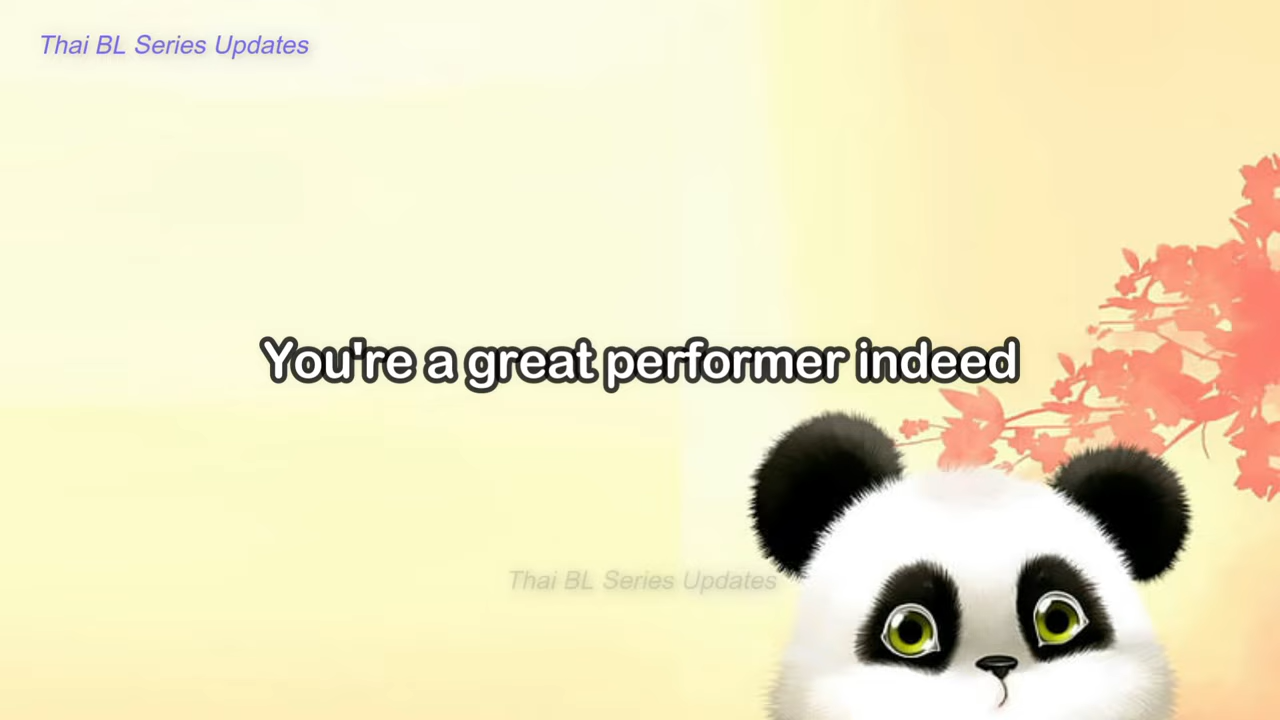 Thai BL Series Updates
You're a great performer indeed
Thai BL Series Updates